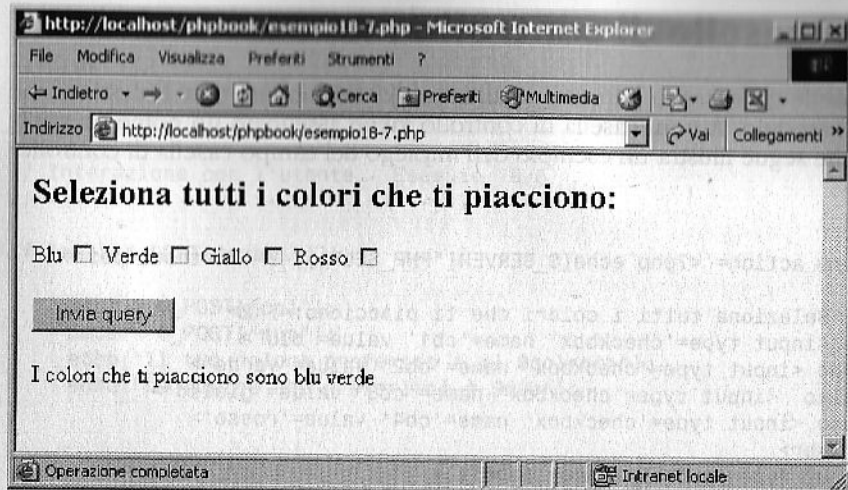 http://localhost/phpbook/esempio18-7.php - Microsoft Internet Explorer
File Modifica Visualizza Preferiti Strumenti ?
Indietro Cerca Preferiti Multimedia
Indirizzo http://localhost/phpbook/esempio18-7.php Vai Collegamenti »
Seleziona tutti i colori che ti piacciono:
Blu Verde Giallo Rosso
Invia query
I colori che ti piacciono sono blu verde
Operazione completata Intranet locale